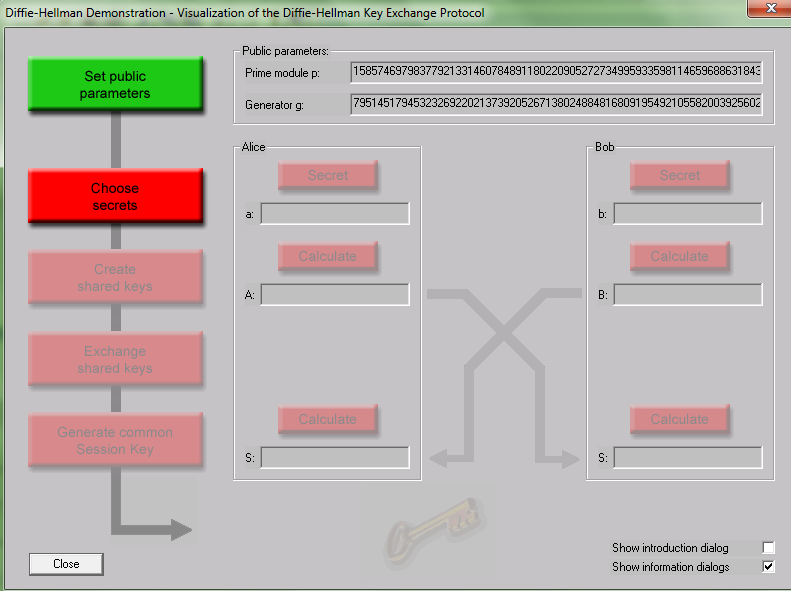 Diffie-Hellman Demonstration - Visualization of the Diffie-Hellman Key Exchange Protocol
Public parameters:
Set public
parameters
Prime module p:
15857469798377921331460784891180220905272734995933598114659688631843
Generator g:
79514517945323269220213739205267138024884816809195492105582003925602
Choose
secrets
Create
shared keys
Exchange
shared keys
Generate common
Session Key
Close
Alice
Secret
a:
Calculate
A:
Calculate
S:
Bob
Secret
b:
Calculate
B:
Calculate
S:
Show introduction dialog
Show information dialogs